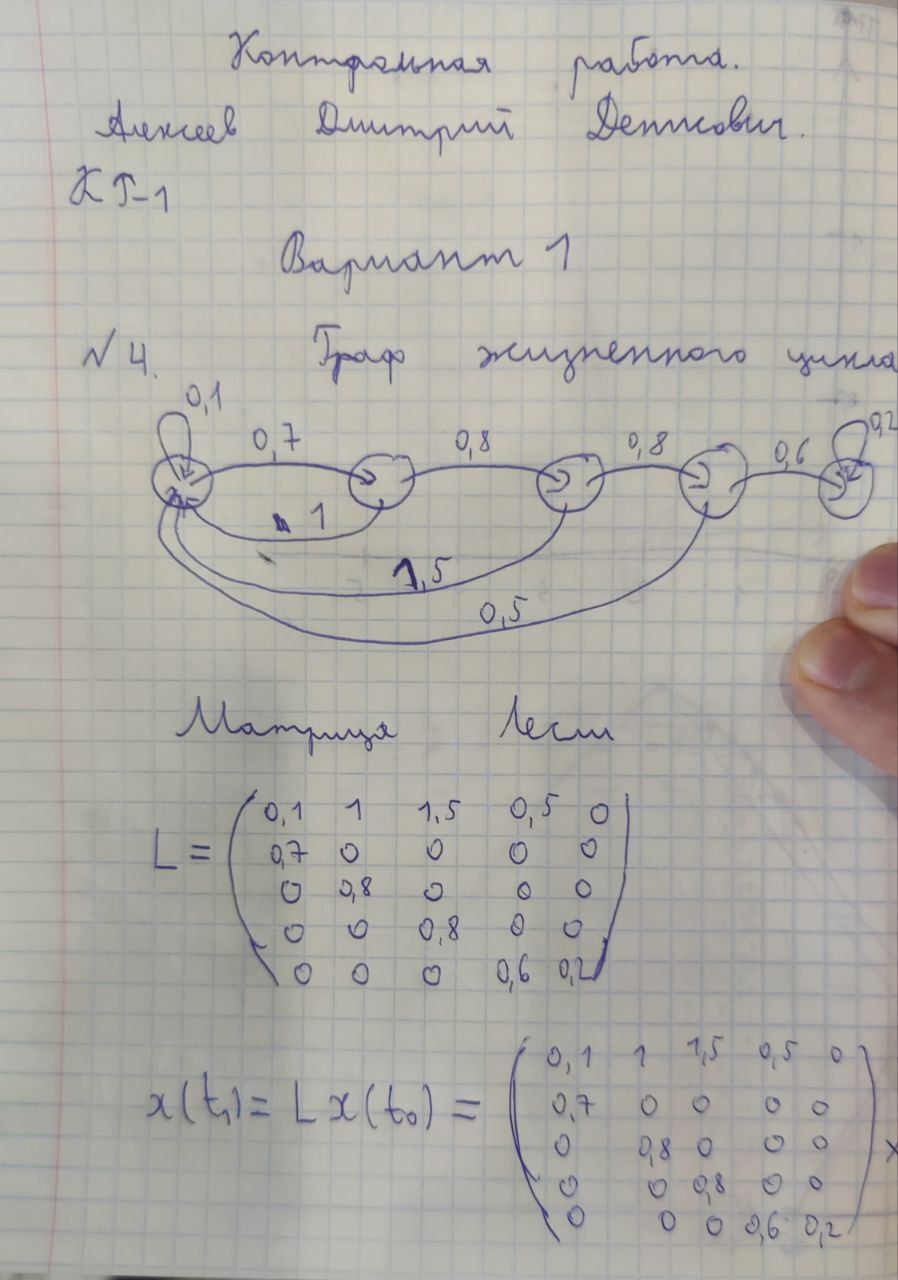 Контрольная работа.
Алексеев Дмитрий Денисович.
КТ-1
Вариант 1
№ 4. Граф жизненного цикла
0,1 0,7 0,8 0,8 0,6 0,2
1
1,5
0,5
Матрица Лесли
L = ( 0,1 1 1,5 0,5 0
0,7 0 0 0 0
0 0,8 0 0 0
0 0 0,8 0 0
0 0 0 0,6 0,2 )
x(t₁) = L x(t₀) = ( 0,1 1 1,5 0,5 0
0,7 0 0 0 0
0 0,8 0 0 0
0 0 0,8 0 0
0 0 0 0,6 0,2 ) ×